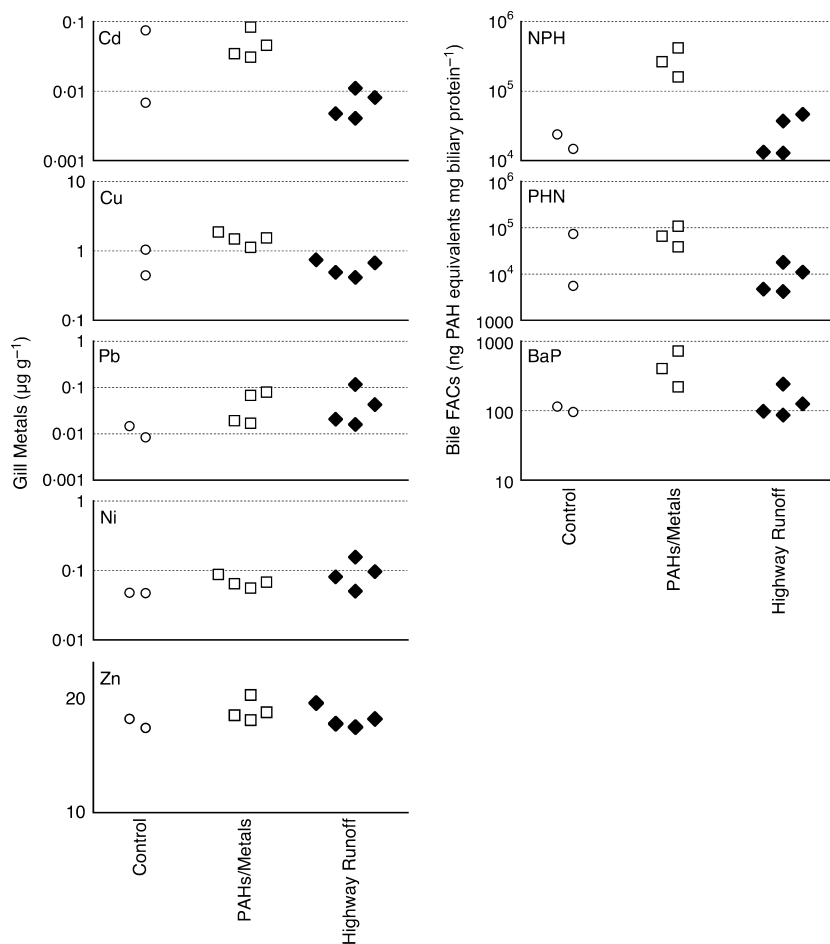 Gill Metals (µg g⁻¹)
Cd
0·1
0·01
0·001
Cu
10
1
0·1
Pb
1
0·1
0·01
0·001
Ni
1
0·1
0·01
Zn
20
10
Control
PAHs/Metals
Highway Runoff
Bile FACs (ng PAH equivalents mg biliary protein⁻¹)
NPH
10⁶
10⁵
10⁴
PHN
10⁶
10⁵
10⁴
1000
BaP
1000
100
10
Control
PAHs/Metals
Highway Runoff